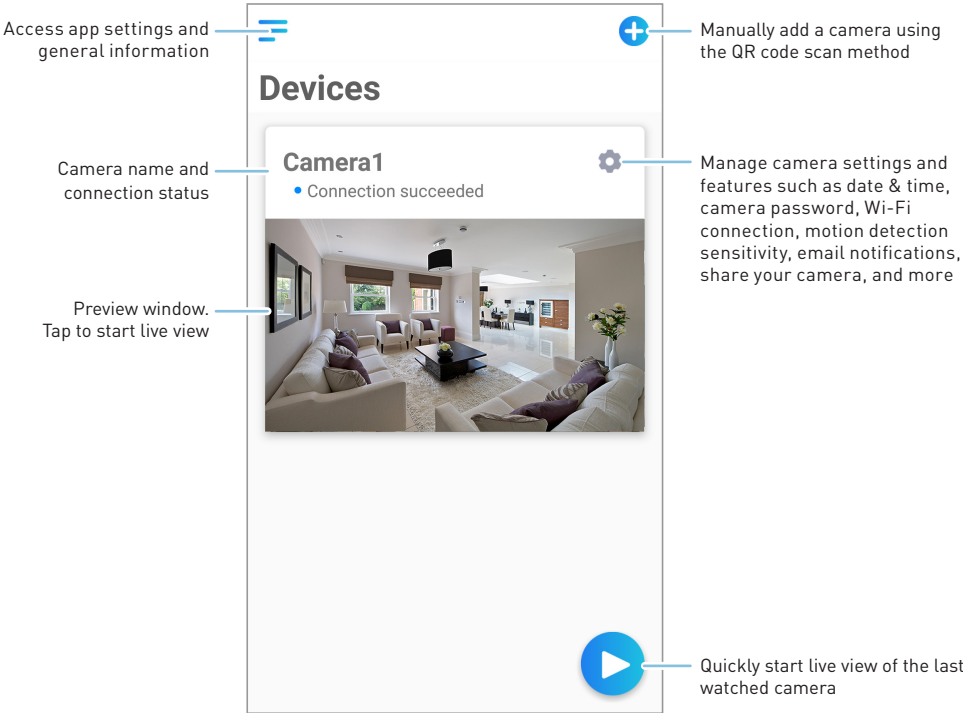 Access app settings and
general information
Manually add a camera using
the QR code scan method
Devices
Camera name and
connection status
Camera1
Connection succeeded
Manage camera settings and
features such as date & time,
camera password, Wi-Fi
connection, motion detection
sensitivity, email notifications,
share your camera, and more
Preview window.
Tap to start live view
Quickly start live view of the last
watched camera